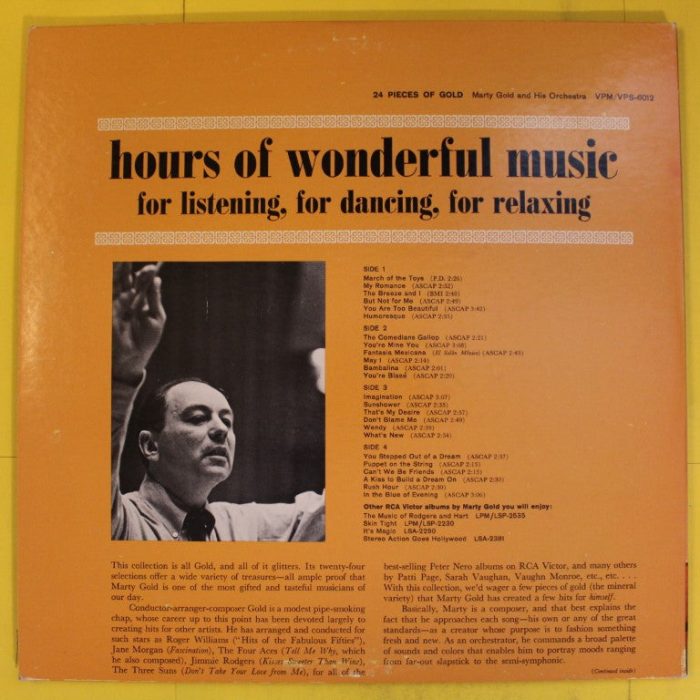 24 PIECES OF GOLD Marty Gold and His Orchestra VPM/VPS-6012
hours of wonderful music
for listening, for dancing, for relaxing
SIDE 1
March of the Toys (P.D. 2:26)
My Romance (ASCAP 2:52)
The Breeze and I (BMI 2:40)
But Not for Me (ASCAP 2:49)
You Are Too Beautiful (ASCAP 3:42)
Humoresque (ASCAP 2:35)
SIDE 2
The Comedians Gallop (ASCAP 2:21)
You're Mine You (ASCAP 3:08)
Fantasia Mexicana (ASCAP 2:43)
May I (ASCAP 2:14)
Bambalina (ASCAP 2:01)
You're Blasé (ASCAP 2:20)
SIDE 3
Imagination (ASCAP 3:07)
Sunshower (ASCAP 2:35)
That's My Desire (ASCAP 2:57)
Don't Blame Me (ASCAP 2:49)
Wendy (ASCAP 2:39)
What's New (ASCAP 2:34)
SIDE 4
You Stepped Out of a Dream (ASCAP 2:37)
Puppet on the String (ASCAP 2:15)
Can't We Be Friends (ASCAP 2:15)
A Kiss to Build a Dream On (ASCAP 2:35)
Rush Hour (ASCAP 2:30)
In the Blue of Evening (ASCAP 3:06)
Other RCA Victor albums by Marty Gold you will enjoy:
The Music of Rodgers and Hart LPM/LSP-2535
Skin Tight LPM/LSP-2230
It's Magic LSA-2290
Stereo Action Goes Hollywood LSA-2381
This collection is all Gold, and all of it glitters. Its twenty-four
selections offer a wide variety of treasures—all ample proof that
Marty Gold is one of the most gifted and tasteful musicians of
our day.
Conductor-arranger-composer Gold is a modest pipe-smoking
chap, whose career up to this point has been devoted largely to
creating hits for other artists. He has arranged and conducted for
such stars as Roger Williams ("Hits of the Fabulous Fifties"),
Jane Morgan (Fascination), The Four Aces (Tell Me Why, which
he also composed), Jimmie Rodgers (Kisses Sweeter Than Wine),
The Three Suns (Don't Take Your Love from Me), for all of the
best-selling Peter Nero albums on RCA Victor, and many others
by Patti Page, Sarah Vaughan, Vaughn Monroe, etc., etc. . . .
With this collection, we'd wager a few pieces of gold (the mineral
variety) that Marty Gold has created a few hits for himself.
Basically, Marty is a composer, and that best explains the
fact that he approaches each song—his own or any of the great
standards—as a creator whose purpose is to fashion something
fresh and new. As an orchestrator, he commands a broad palette
of sounds and colors that enables him to portray moods ranging
from far-out slapstick to the semi-symphonic.
(Continued inside)